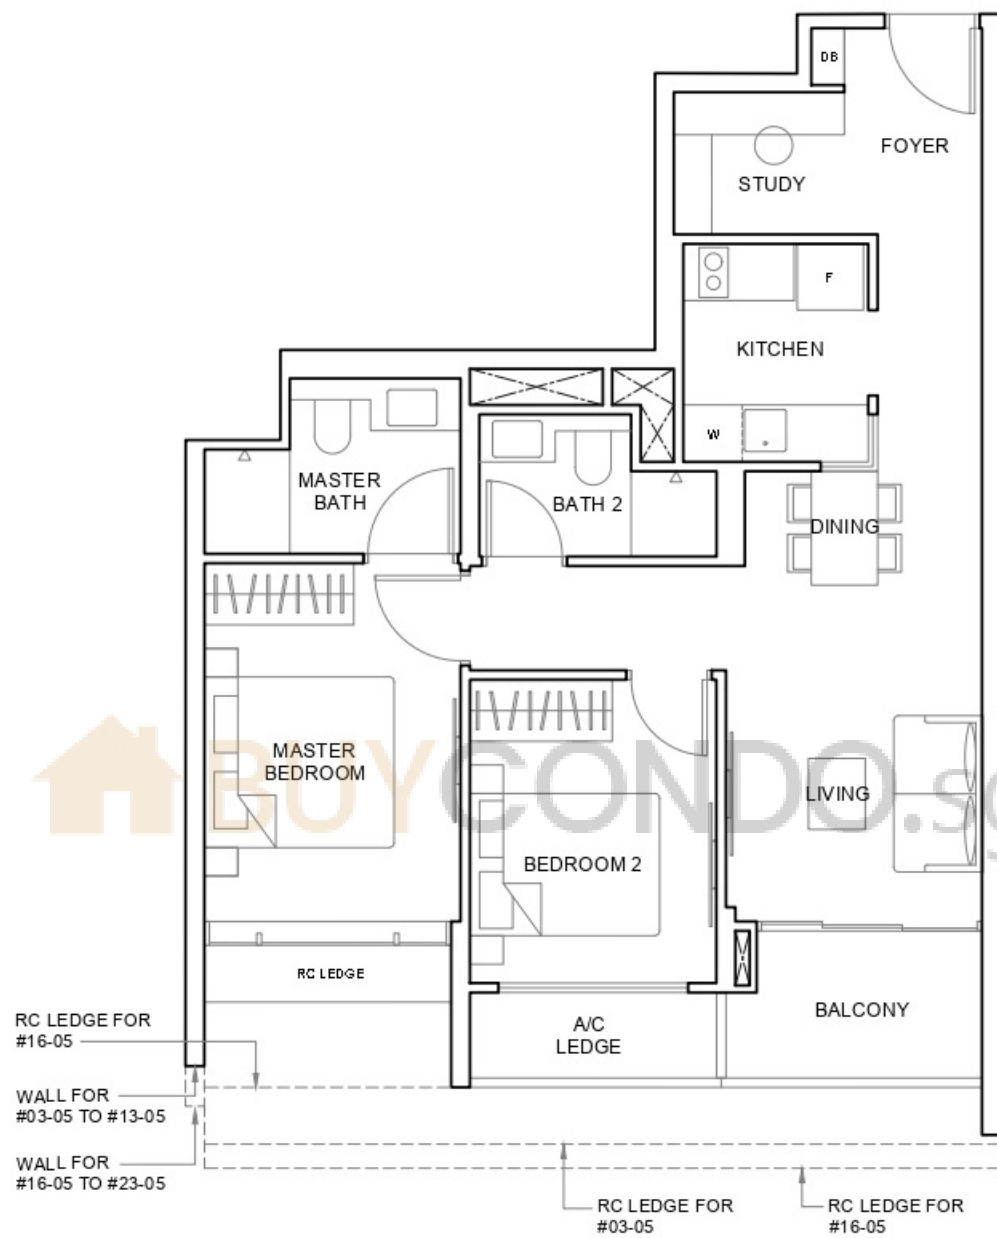 DB
FOYER
STUDY
F
KITCHEN
W
MASTER
BATH
BATH 2
DINING
MASTER
BEDROOM
BUYCONDO.sg
LIVING
BEDROOM 2
RC LEDGE
BALCONY
A/C
LEDGE
RC LEDGE FOR
#16-05
WALL FOR
#03-05 TO #13-05
WALL FOR
#16-05 TO #23-05
RC LEDGE FOR
#03-05
RC LEDGE FOR
#16-05